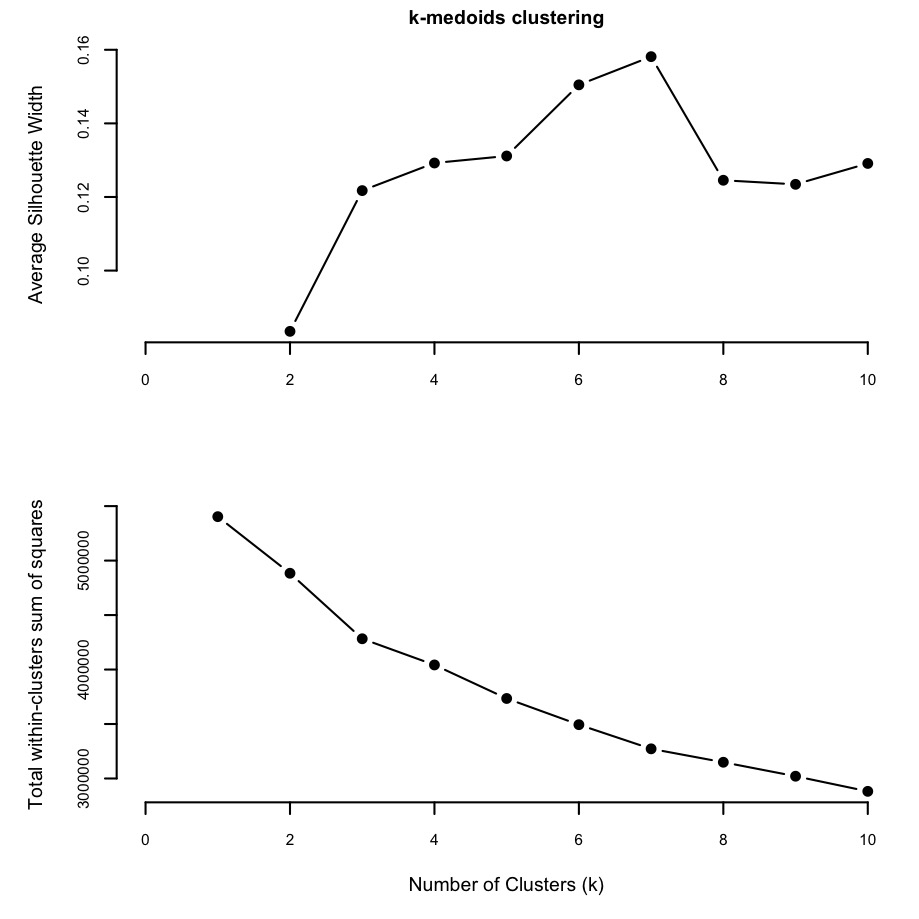 k-medoids clustering
Average Silhouette Width
0.16
0.14
0.12
0.10
0 2 4 6 8 10
Total within-clusters sum of squares
5000000
4000000
3000000
0 2 4 6 8 10
Number of Clusters (k)